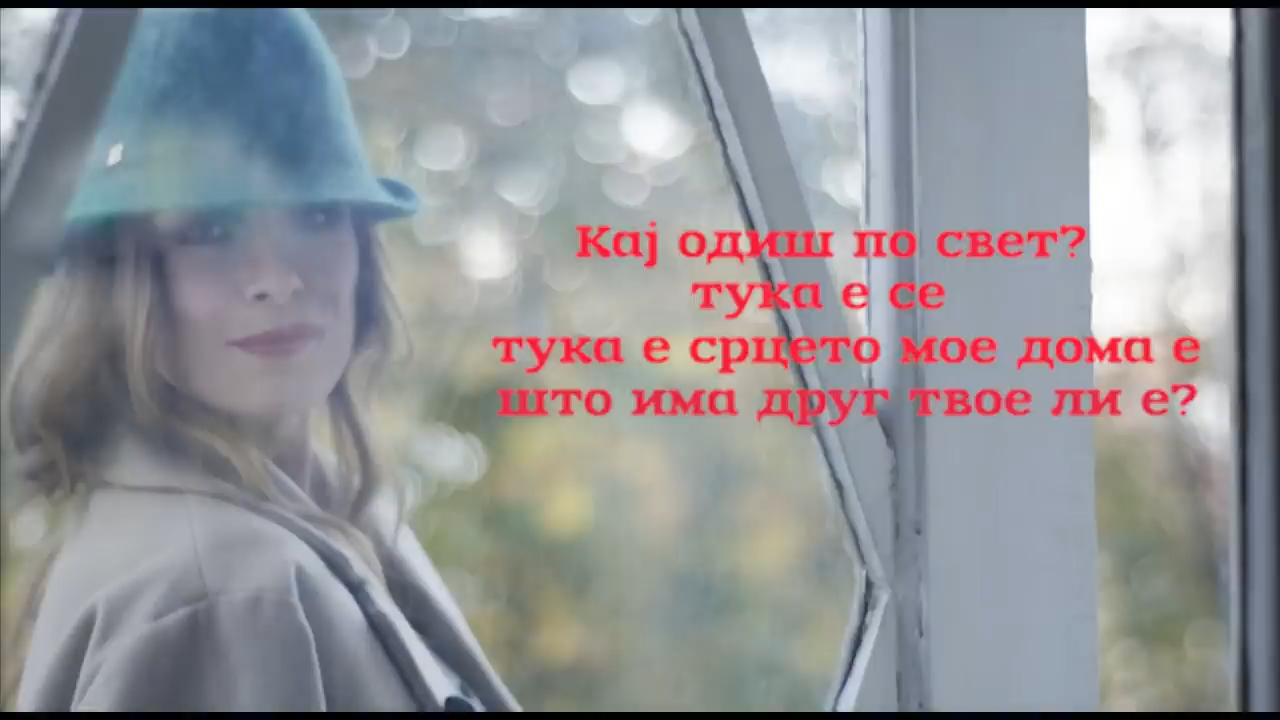 Кај одиш по свет?
тука е се
тука е срцето мое дома е
што има друг твое ли е?